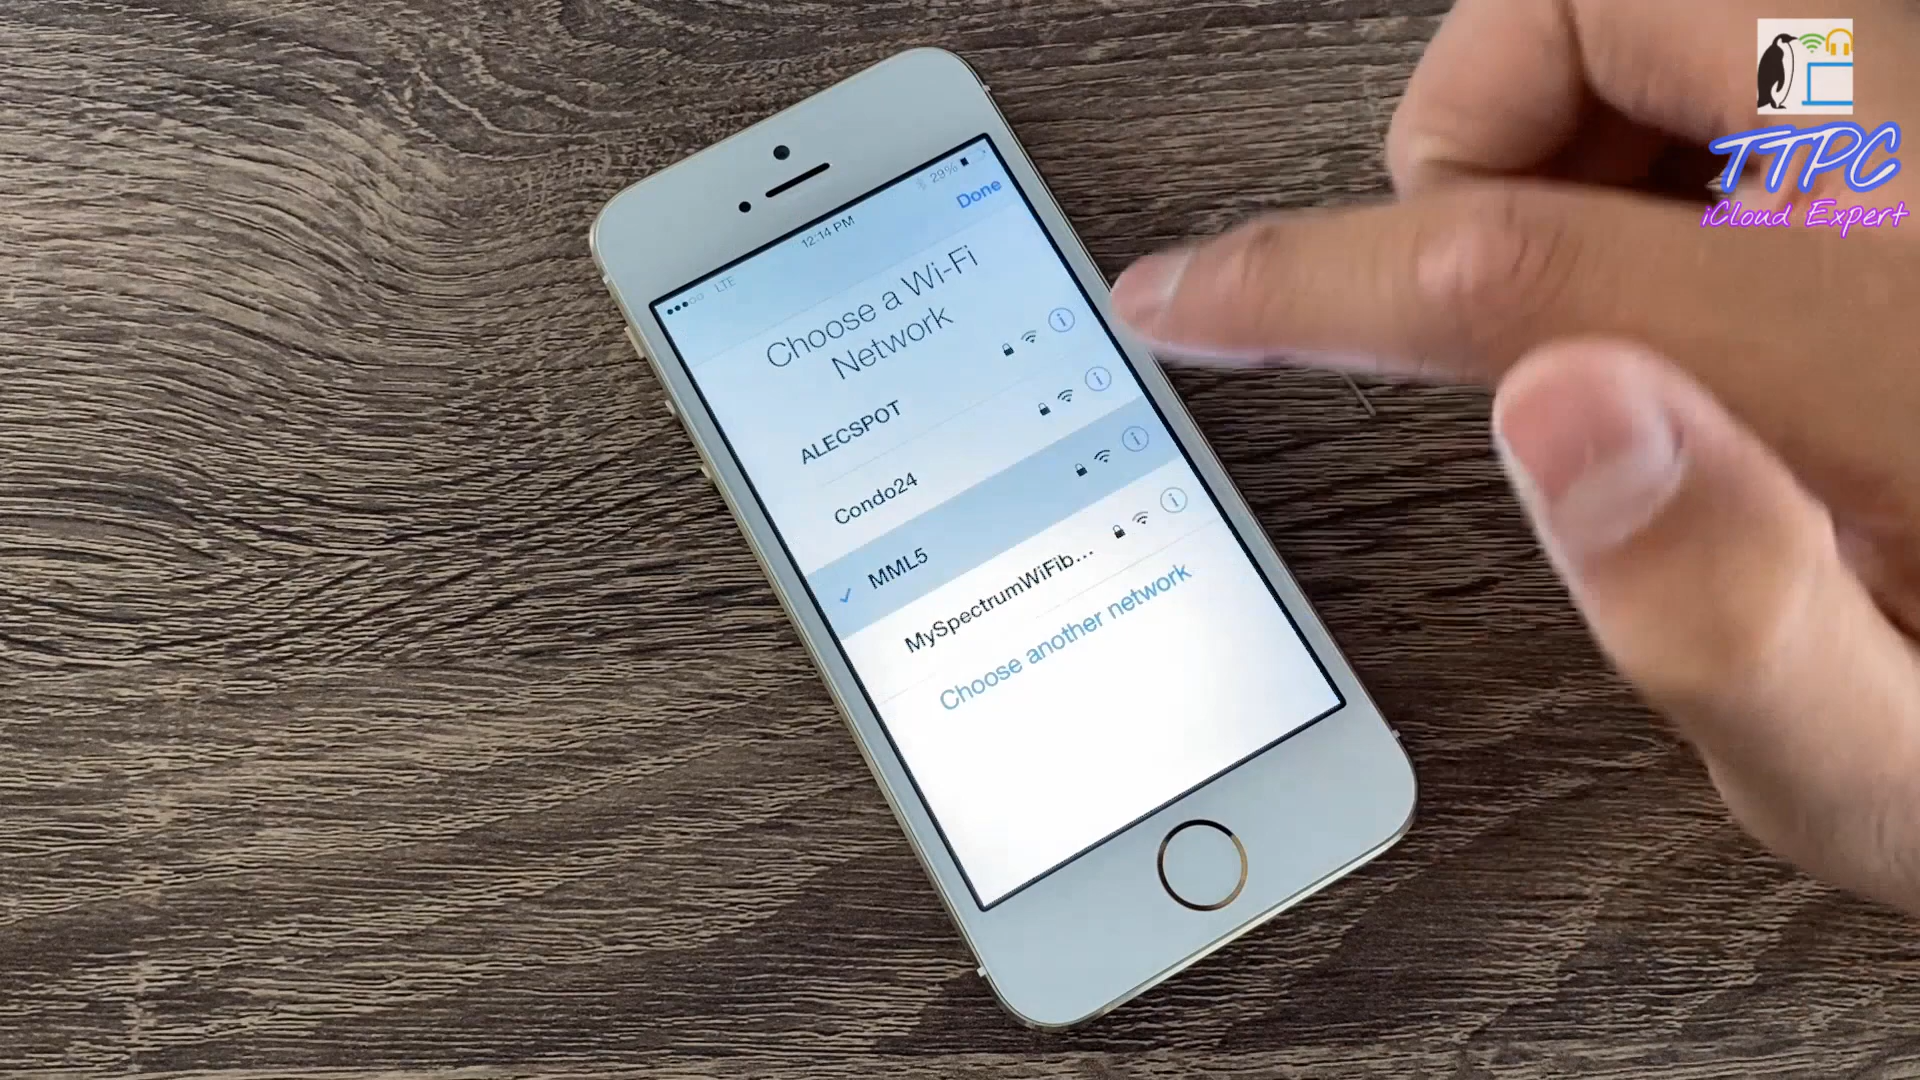 LTE
12:14 PM
29%
Done
Choose a Wi-Fi
Network
ALECSPOT
Condo24
MML5
MySpectrumWiFib...
Choose another network
TTPC
iCloud Expert